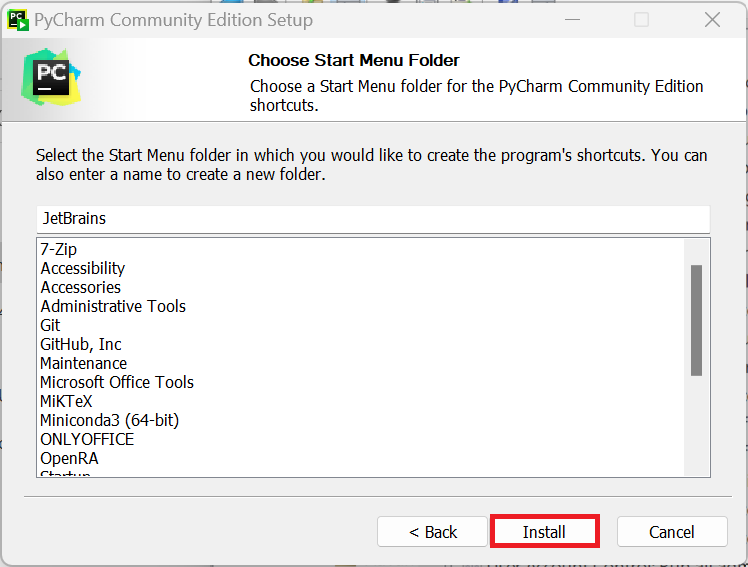 PyCharm Community Edition Setup
PC
Choose Start Menu Folder
Choose a Start Menu folder for the PyCharm Community Edition
shortcuts.
Select the Start Menu folder in which you would like to create the program's shortcuts. You can
also enter a name to create a new folder.
JetBrains
7-Zip
Accessibility
Accessories
Administrative Tools
Git
GitHub, Inc
Maintenance
Microsoft Office Tools
MiKTeX
Miniconda3 (64-bit)
ONLYOFFICE
OpenRA
Startup
< Back
Install
Cancel